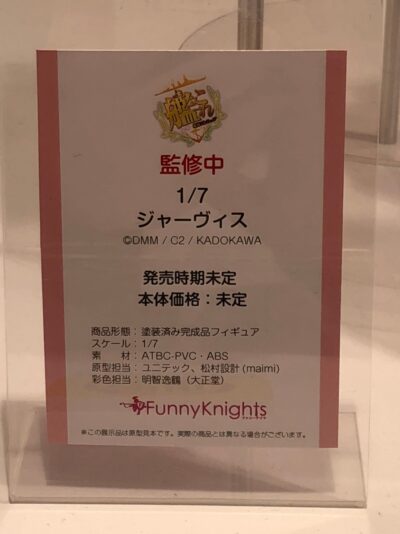 艦これ
監修中
1/7
ジャーヴィス
©DMM / C2 / KADOKAWA
発売時期未定
本体価格：未定
商品形態：塗装済み完成品フィギュア
スケール：1/7
素　　材：ATBC-PVC・ABS
原型担当：ユニテック、松村設計(maimi)
彩色担当：明智逸鶴（大正堂）
FunnyKnights
※この展示品は原型見本です。実際の商品とは異なる場合がございます。